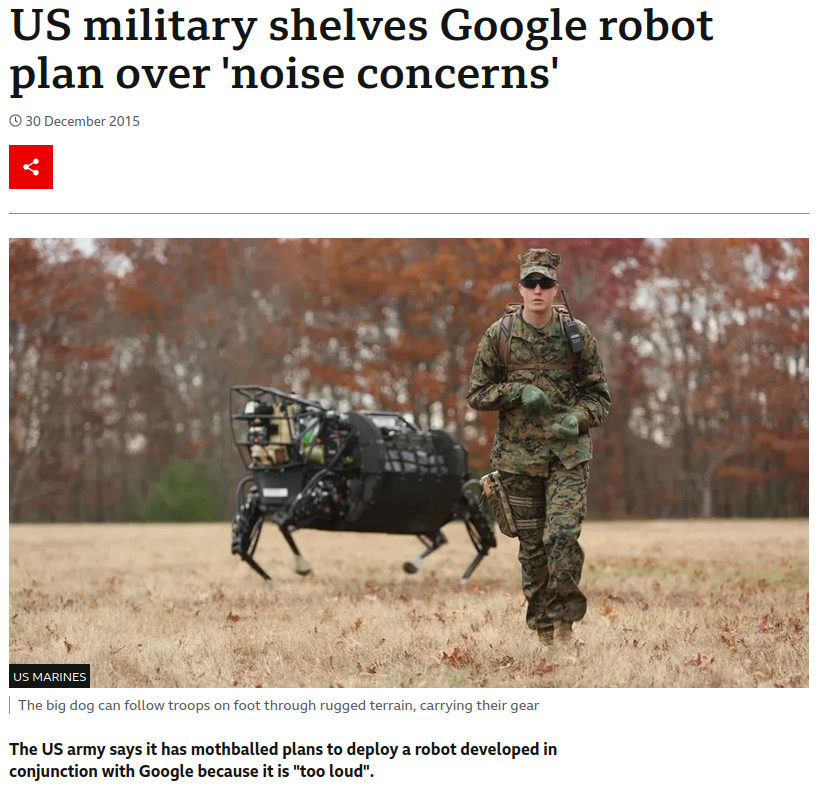 US military shelves Google robot
plan over 'noise concerns'
30 December 2015
US MARINES
The big dog can follow troops on foot through rugged terrain, carrying their gear
The US army says it has mothballed plans to deploy a robot developed in
conjunction with Google because it is "too loud".